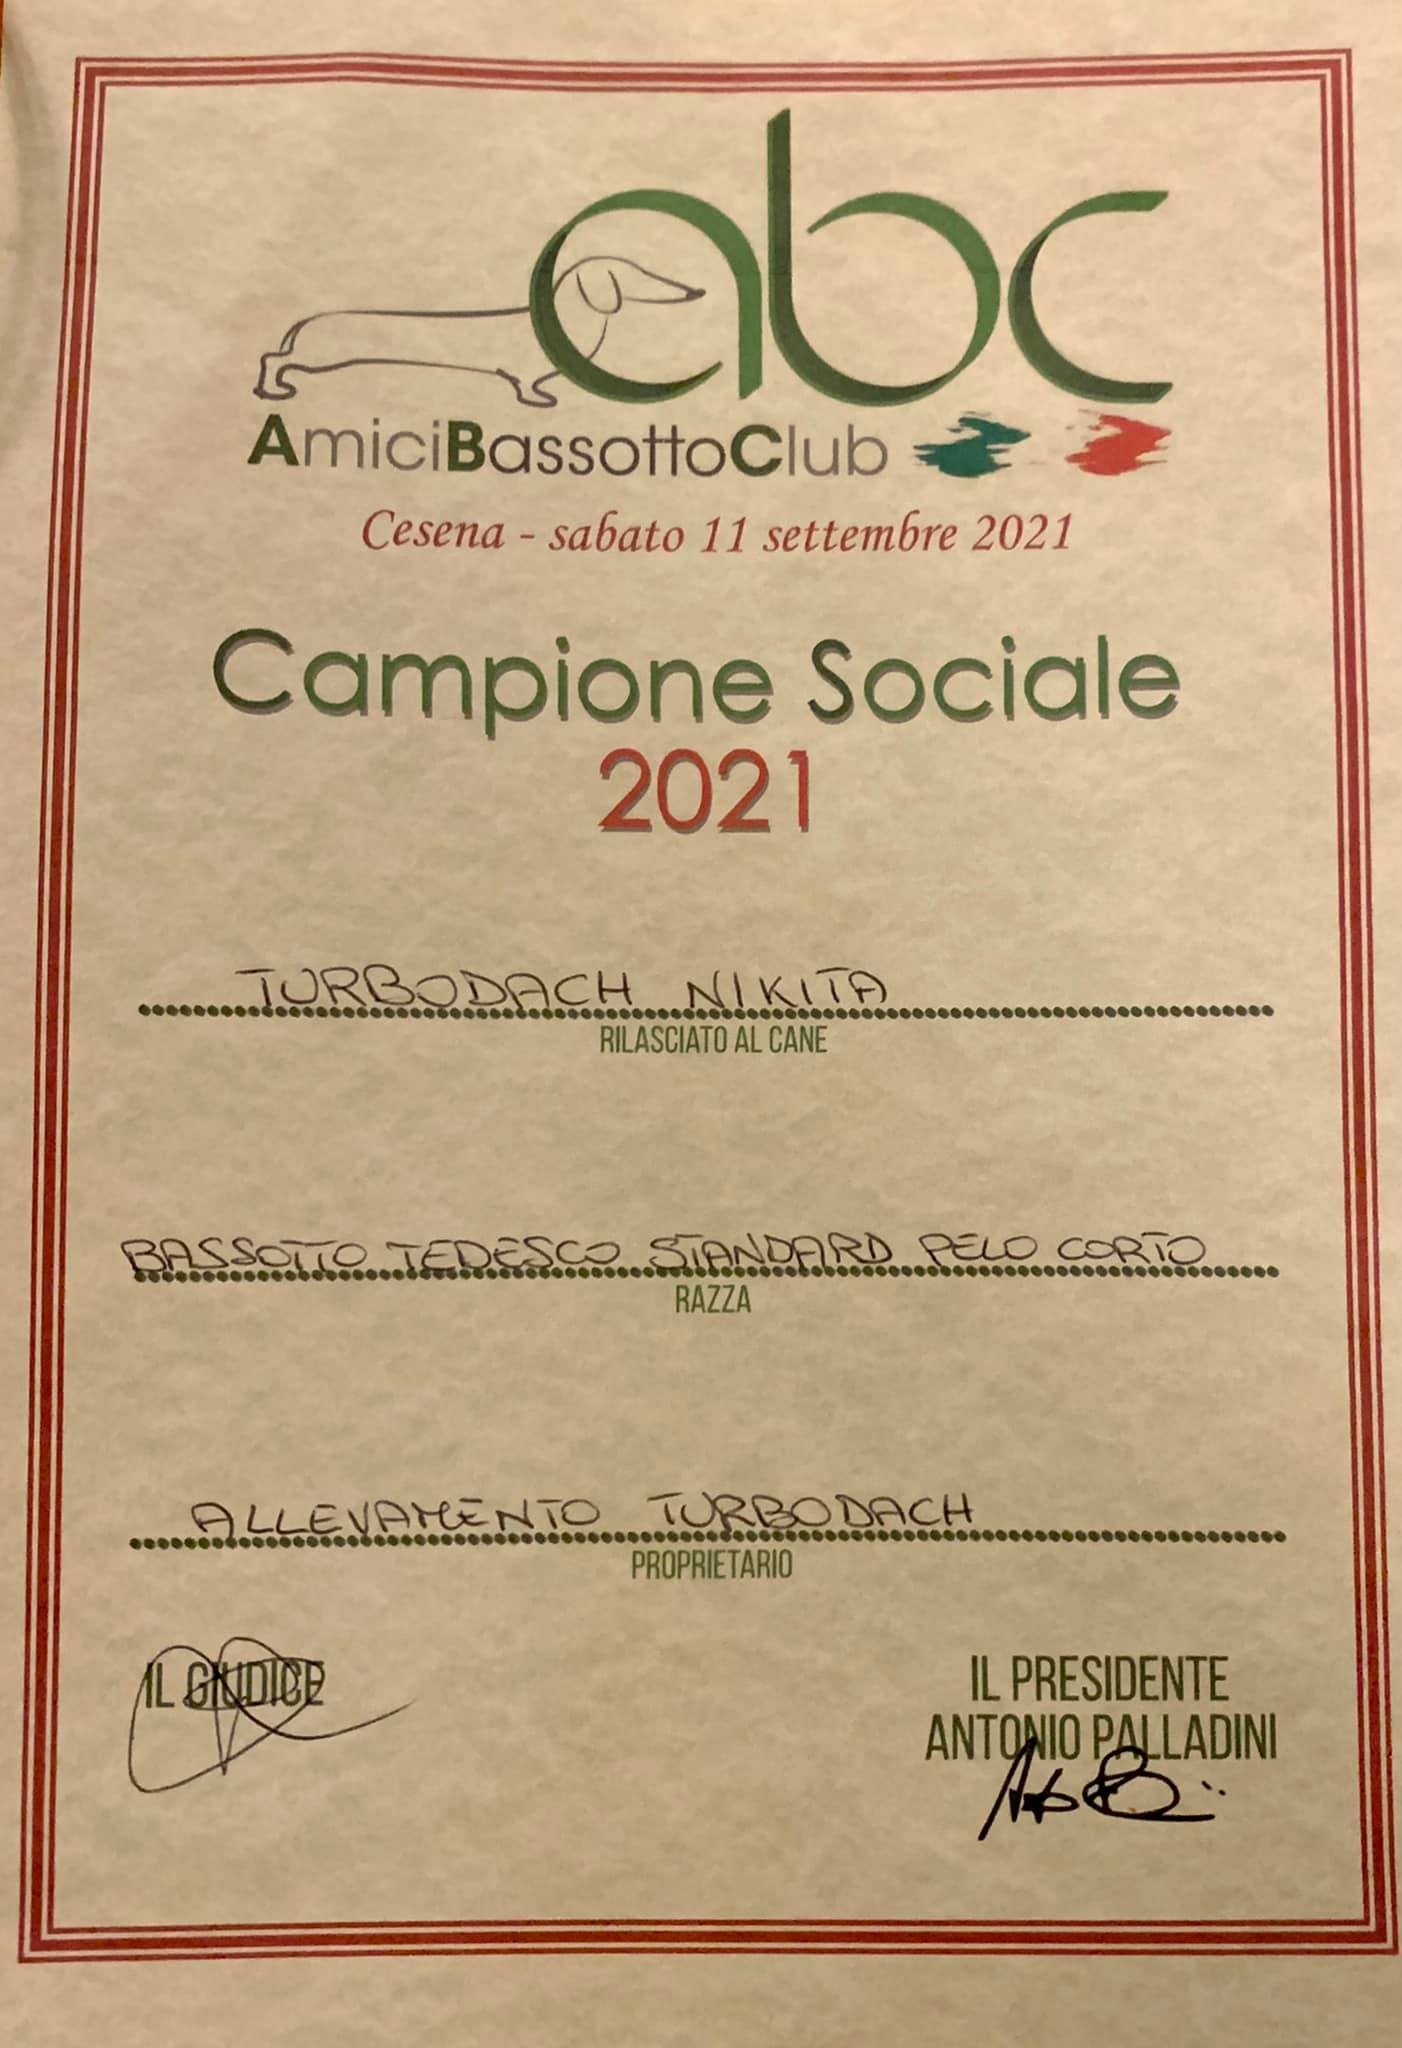 abc
AmiciBassottoClub
Cesena - sabato 11 settembre 2021
Campione Sociale
2021
TURBODACH NIKITA
RILASCIATO AL CANE
BASSOTTO TEDESCO STANDARD PELO CORTO
RAZZA
ALLEVAMENTO TURBODACH
PROPRIETARIO
IL GIUDICE
IL PRESIDENTE
ANTONIO PALLADINI